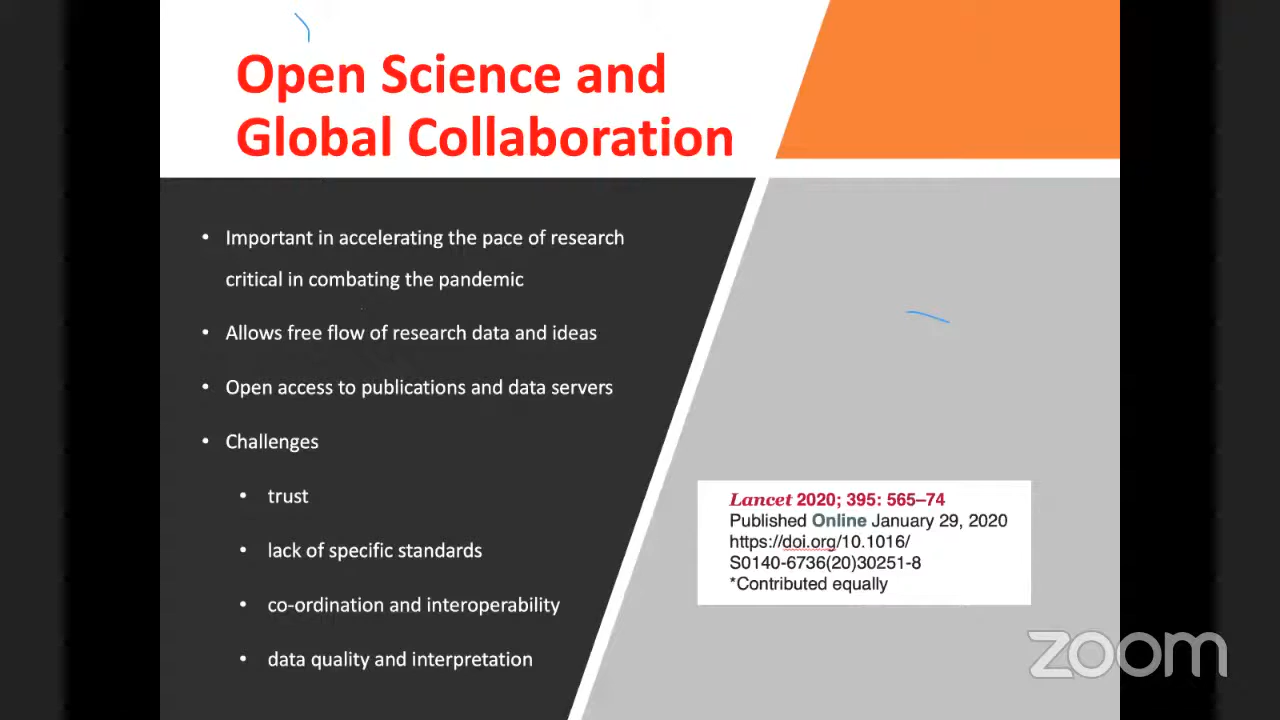 Open Science and
Global Collaboration
• Important in accelerating the pace of research
critical in combating the pandemic
• Allows free flow of research data and ideas
• Open access to publications and data servers
• Challenges
• trust
• lack of specific standards
• co-ordination and interoperability
• data quality and interpretation
Lancet 2020; 395: 565–74
Published Online January 29, 2020
https://doi.org/10.1016/
S0140-6736(20)30251-8
*Contributed equally
zoom